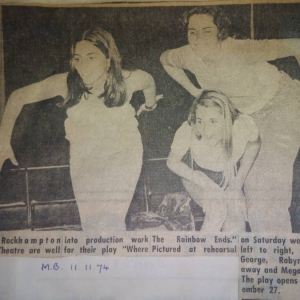 Rockhampton into production work The Rainbow Ends." on Saturday we
Theatre are well for their play "Where Pictured at rehearsal left to right,
George, Robyn
away and Mega
The play opens
ember 27.
M.B. 11 11 74